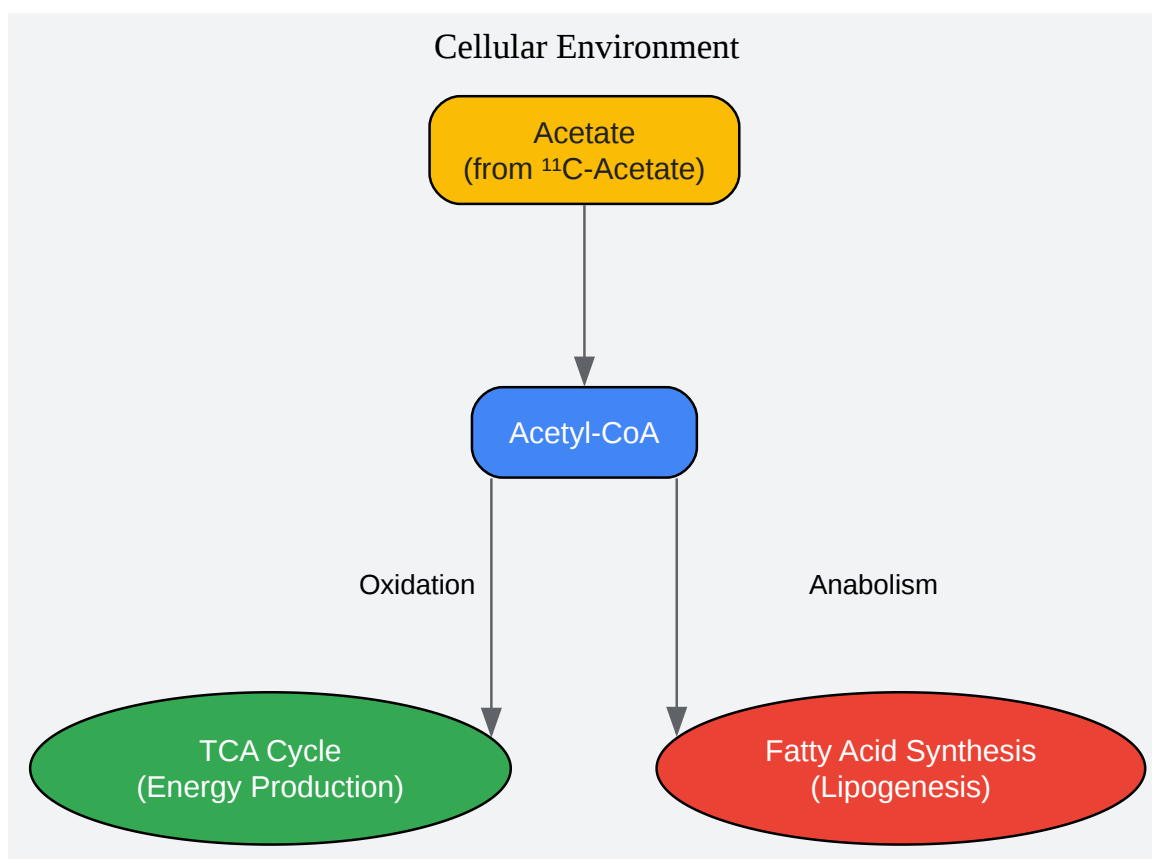 Cellular Environment
Acetate
(from ¹¹C-Acetate)
Acetyl-CoA
Oxidation
Anabolism
TCA Cycle
(Energy Production)
Fatty Acid Synthesis
(Lipogenesis)